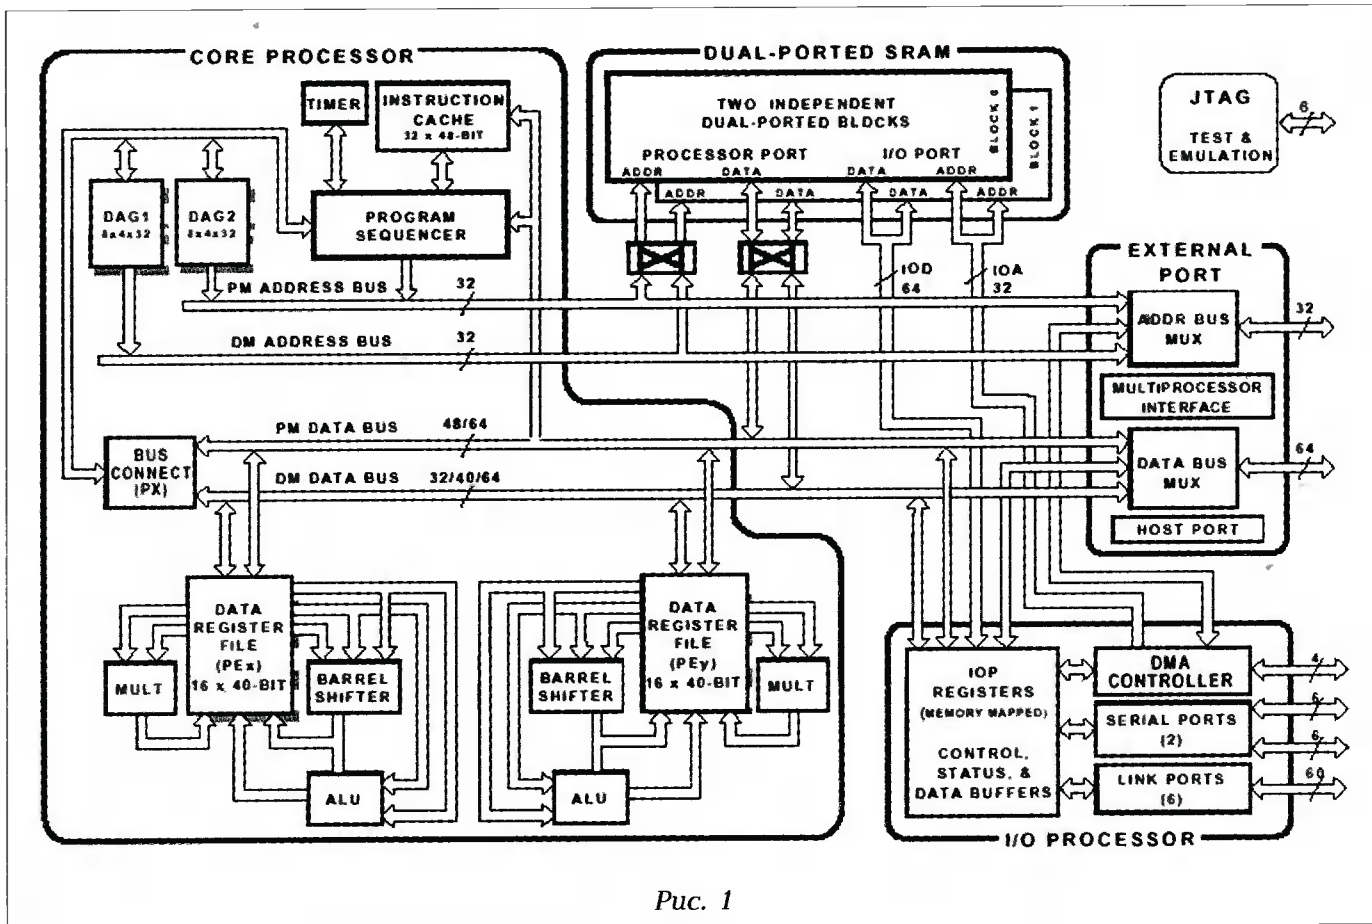 CORE PROCESSOR
TIMER
INSTRUCTION
CACHE
32 x 48-BIT
DAG1
8x4x32
DAG2
8x4x32
PROGRAM
SEQUENCER
PM ADDRESS BUS
32
DM ADDRESS BUS
32
BUS
CONNECT
(PX)
PM DATA BUS
48/64
DM DATA BUS
32/40/64
DATA
REGISTER
FILE
(PEx)
16 x 40-BIT
MULT
BARREL
SHIFTER
ALU
DATA
REGISTER
FILE
(PEy)
16 x 40-BIT
BARREL
SHIFTER
MULT
ALU
DUAL-PORTED SRAM
TWO INDEPENDENT
DUAL-PORTED BLOCKS
BLOCK 0
BLOCK 1
PROCESSOR PORT
I/O PORT
ADDR
DATA
DATA
ADDR
ADDR
DATA
DATA
ADDR
IOD
64
IOA
32
JTAG
TEST &
EMULATION
6
EXTERNAL
PORT
ADDR BUS
MUX
32
MULTIPROCESSOR
INTERFACE
DATA BUS
MUX
64
HOST PORT
IOP
REGISTERS
(MEMORY MAPPED)
CONTROL,
STATUS, &
DATA BUFFERS
DMA
CONTROLLER
4
SERIAL PORTS
(2)
6
6
LINK PORTS
(6)
60
I/O PROCESSOR
Рис. 1